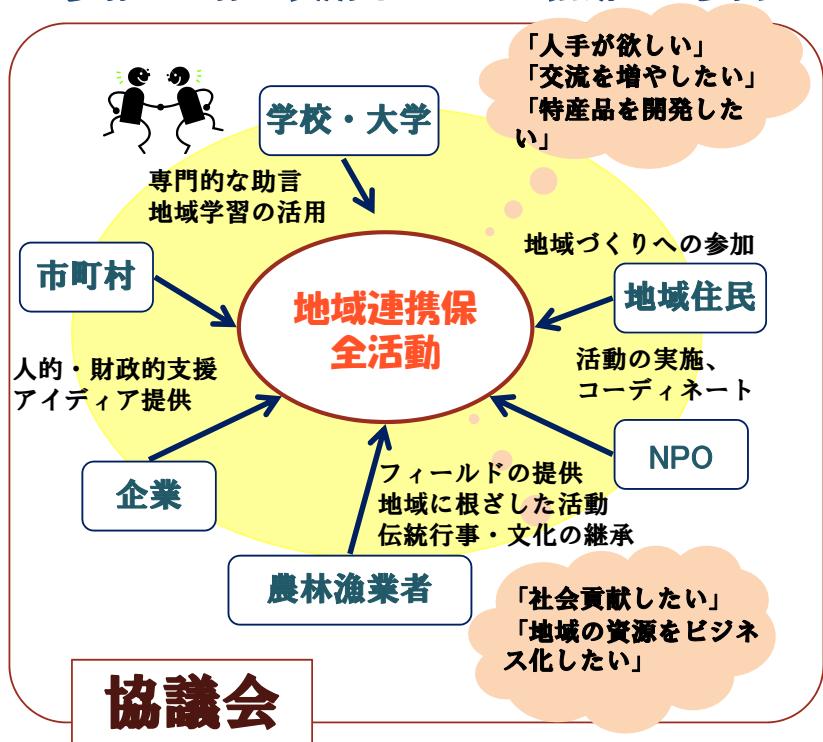 「人手が欲しい」
「交流を増やしたい」
「特産品を開発した
い」
学校・大学
専門的な助言
地域学習の活用
地域づくりへの参加
市町村
地域住民
地域連携保
全活動
人的・財政的支援
アイディア提供
活動の実施、
コーディネート
企業
NPO
フィールドの提供
地域に根ざした活動
伝統行事・文化の継承
農林漁業者
「社会貢献したい」
「地域の資源をビジネ
ス化したい」
協議会